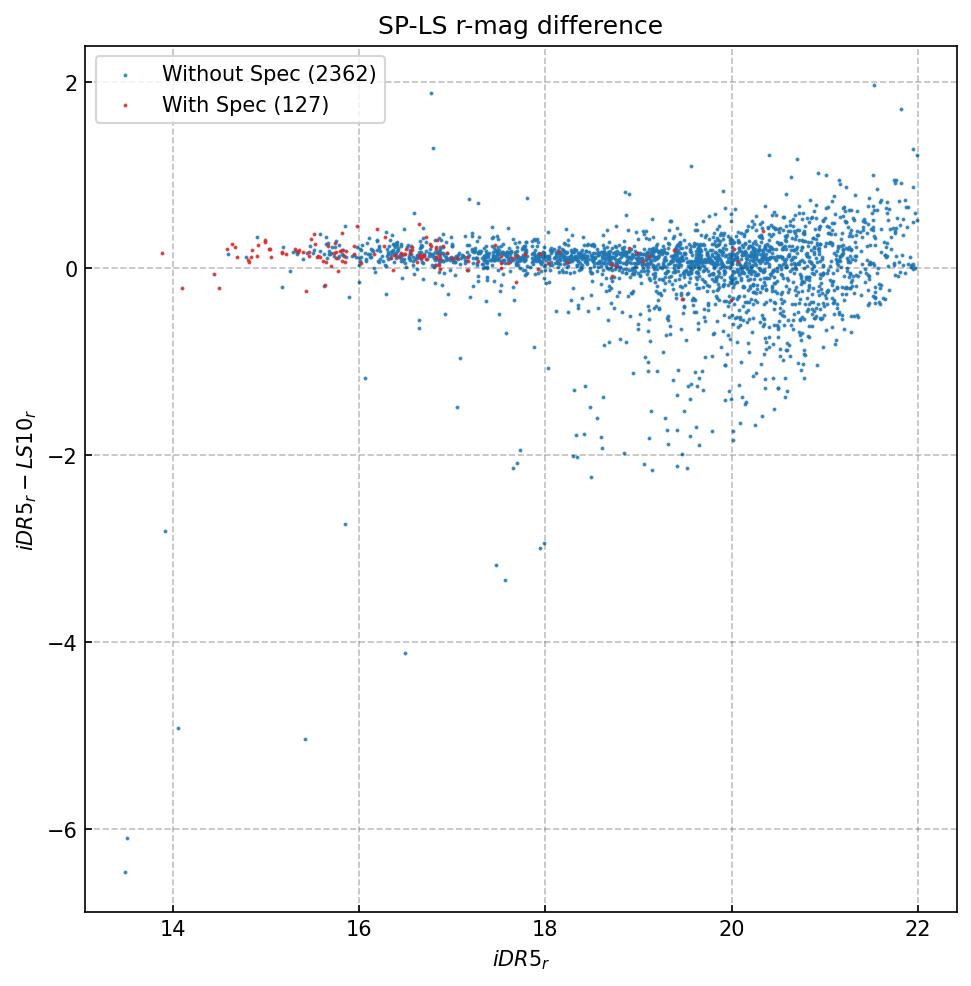 SP-LS r-mag difference
Without Spec (2362)
With Spec (127)
2
0
−2
−4
−6
iDR5r − LS10r
14
16
18
20
22
iDR5r